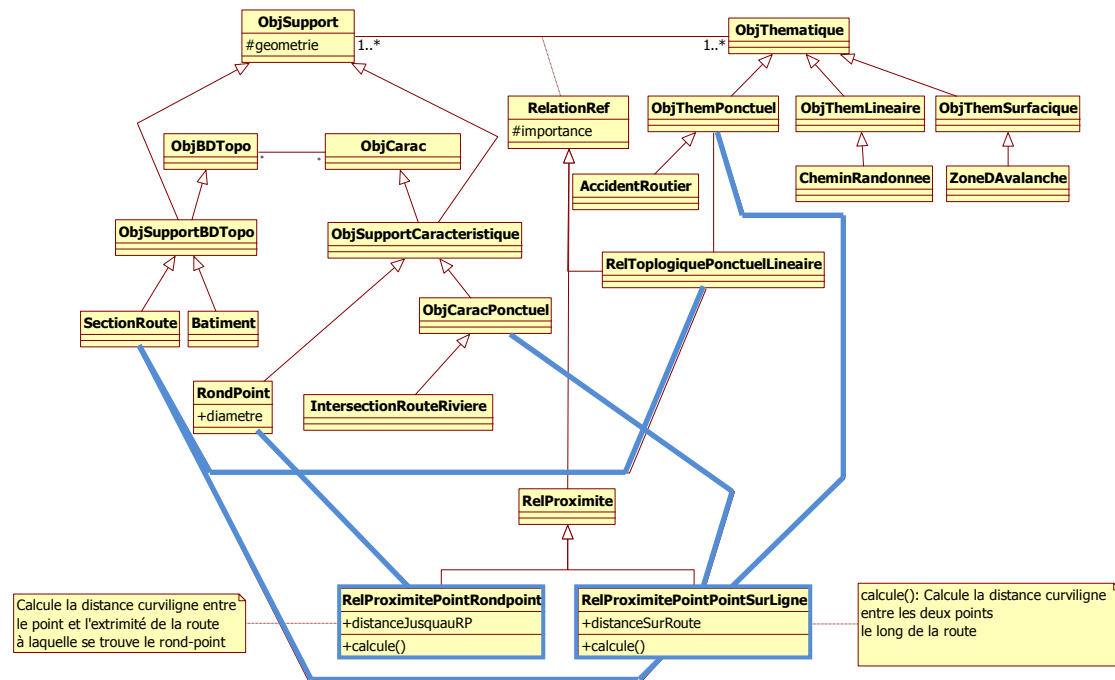 ObjSupport
#geometrie
1..*
1..*
ObjThematique
RelationRef
#importance
ObjThemPonctuel
ObjThemLineaire
ObjThemSurfacique
ObjBDTopo
*
*
ObjCarac
AccidentRoutier
CheminRandonnee
ZoneDAvalanche
ObjSupportBDTopo
ObjSupportCaracteristique
RelToplogiquePonctuelLineaire
SectionRoute
Batiment
ObjCaracPonctuel
RondPoint
+diametre
IntersectionRouteRiviere
RelProximite
Calcule la distance curviligne entre
le point et l'extrimité de la route
à laquelle se trouve le rond-point
RelProximitePointRondpoint
+distanceJusquauRP
+calcule()
RelProximitePointPointSurLigne
+distanceSurRoute
+calcule()
calcule(): Calcule la distance curviligne
entre les deux points
le long de la route